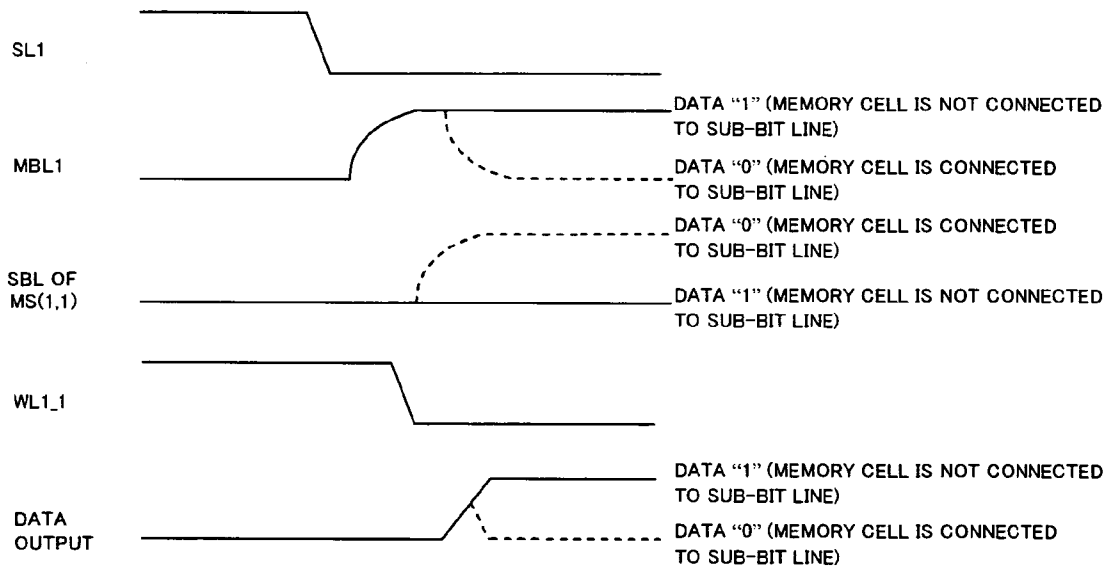 SL1
MBL1
DATA “1” (MEMORY CELL IS NOT CONNECTED
TO SUB-BIT LINE)
DATA “0” (MEMORY CELL IS CONNECTED
TO SUB-BIT LINE)
SBL OF
MS(1,1)
DATA “0” (MEMORY CELL IS CONNECTED
TO SUB-BIT LINE)
DATA “1” (MEMORY CELL IS NOT CONNECTED
TO SUB-BIT LINE)
WL1_1
DATA
OUTPUT
DATA “1” (MEMORY CELL IS NOT CONNECTED
TO SUB-BIT LINE)
DATA “0” (MEMORY CELL IS CONNECTED
TO SUB-BIT LINE)